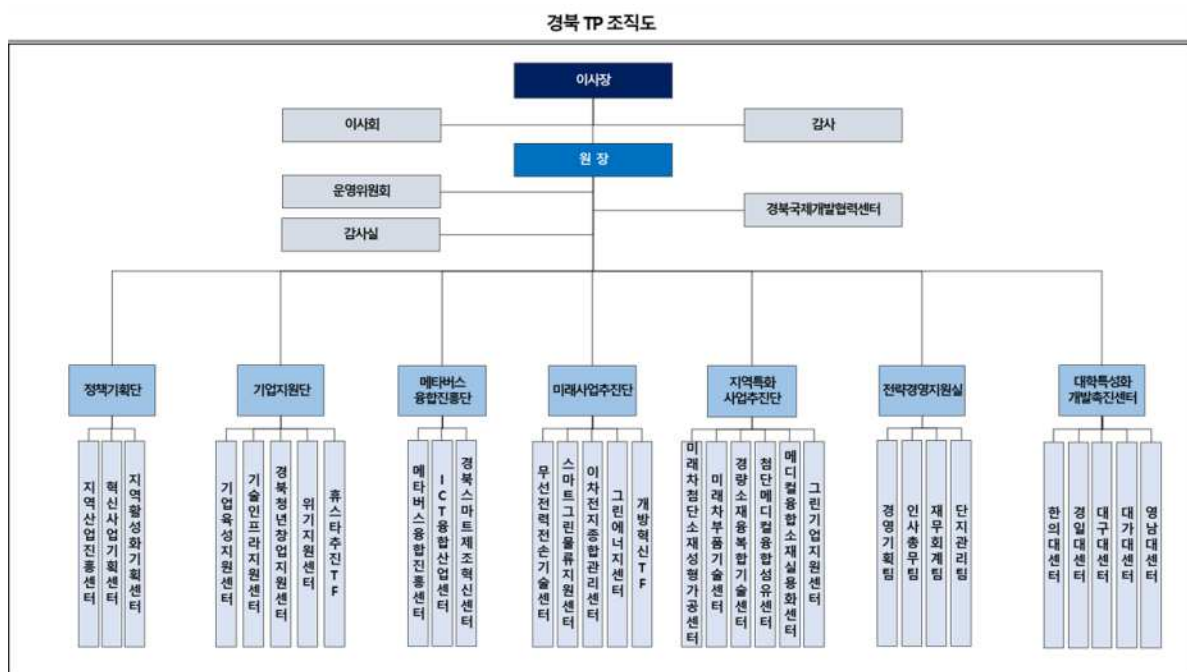 경북 TP 조직도
이사장
이사회
감사
원 장
운영위원회
경북국제개발협력센터
감사실
정책기획단
기업지원단
메타버스
융합진흥단
미래사업추진단
지역특화
사업추진단
전략경영지원실
대학특성화
개발촉진센터
지역산업진흥센터
혁신사업기획센터
지역활성화기획센터
기업육성지원센터
기술인프라지원센터
경북청년창업지원센터
위기지원센터
휴스타추진TF
메타버스융합진흥센터
ICT융합산업센터
경북스마트제조혁신센터
무선전력전손기술센터
스마트그린물류지원센터
이차전지종합관리센터
그린에너지센터
개방혁신TF
미래차첨단소재성형가공센터
미래차부품기술센터
경량소재융복합기술센터
첨단메디컬융합섬유센터
메디컬융합소재실용화센터
그린기업지원센터
경영기획팀
인사총무팀
재무회계팀
단지관리팀
한의대센터
경일대센터
대구대센터
대가대센터
영남대센터